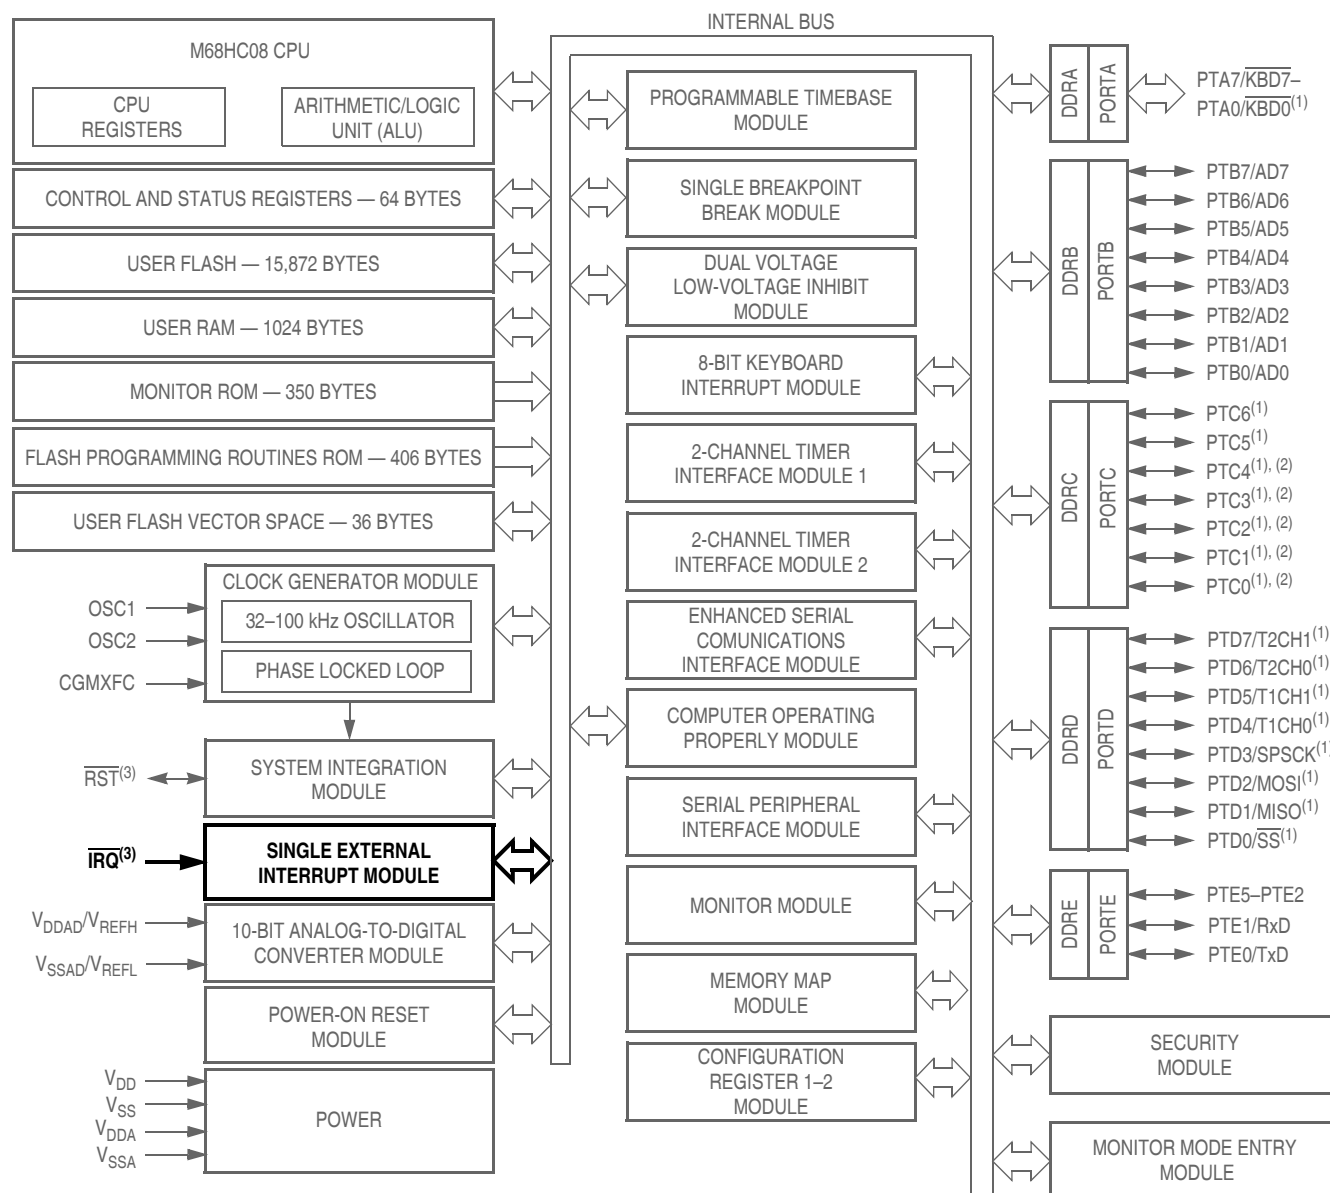 INTERNAL BUS
M68HC08 CPU
CPU
REGISTERS
ARITHMETIC/LOGIC
UNIT (ALU)
CONTROL AND STATUS REGISTERS — 64 BYTES
USER FLASH — 15,872 BYTES
USER RAM — 1024 BYTES
MONITOR ROM — 350 BYTES
FLASH PROGRAMMING ROUTINES ROM — 406 BYTES
USER FLASH VECTOR SPACE — 36 BYTES
CLOCK GENERATOR MODULE
32–100 kHz OSCILLATOR
PHASE LOCKED LOOP
OSC1
OSC2
CGMXFC
SYSTEM INTEGRATION
MODULE
RST(3)
SINGLE EXTERNAL
INTERRUPT MODULE
IRQ(3)
10-BIT ANALOG-TO-DIGITAL
CONVERTER MODULE
VDDAD/VREFH
VSSAD/VREFL
POWER-ON RESET
MODULE
POWER
VDD
VSS
VDDA
VSSA
PROGRAMMABLE TIMEBASE
MODULE
SINGLE BREAKPOINT
BREAK MODULE
DUAL VOLTAGE
LOW-VOLTAGE INHIBIT
MODULE
8-BIT KEYBOARD
INTERRUPT MODULE
2-CHANNEL TIMER
INTERFACE MODULE 1
2-CHANNEL TIMER
INTERFACE MODULE 2
ENHANCED SERIAL
COMUNICATIONS
INTERFACE MODULE
COMPUTER OPERATING
PROPERLY MODULE
SERIAL PERIPHERAL
INTERFACE MODULE
MONITOR MODULE
MEMORY MAP
MODULE
CONFIGURATION
REGISTER 1–2
MODULE
DDRA
PORTA
PTA7/KBD7–
PTA0/KBD0(1)
DDRB
PORTB
PTB7/AD7
PTB6/AD6
PTB5/AD5
PTB4/AD4
PTB3/AD3
PTB2/AD2
PTB1/AD1
PTB0/AD0
DDRC
PORTC
PTC6(1)
PTC5(1)
PTC4(1), (2)
PTC3(1), (2)
PTC2(1), (2)
PTC1(1), (2)
PTC0(1), (2)
DDRD
PORTD
PTD7/T2CH1(1)
PTD6/T2CH0(1)
PTD5/T1CH1(1)
PTD4/T1CH0(1)
PTD3/SPSCK(1)
PTD2/MOSI(1)
PTD1/MISO(1)
PTD0/SS(1)
DDRE
PORTE
PTE5–PTE2
PTE1/RxD
PTE0/TxD
SECURITY
MODULE
MONITOR MODE ENTRY
MODULE